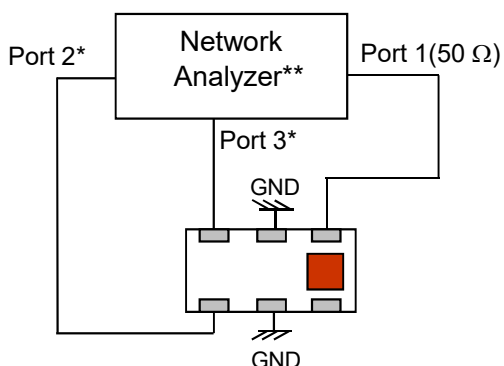 Network
Analyzer**
Port 2*
Port 1(50 Ω)
Port 3*
GND
GND